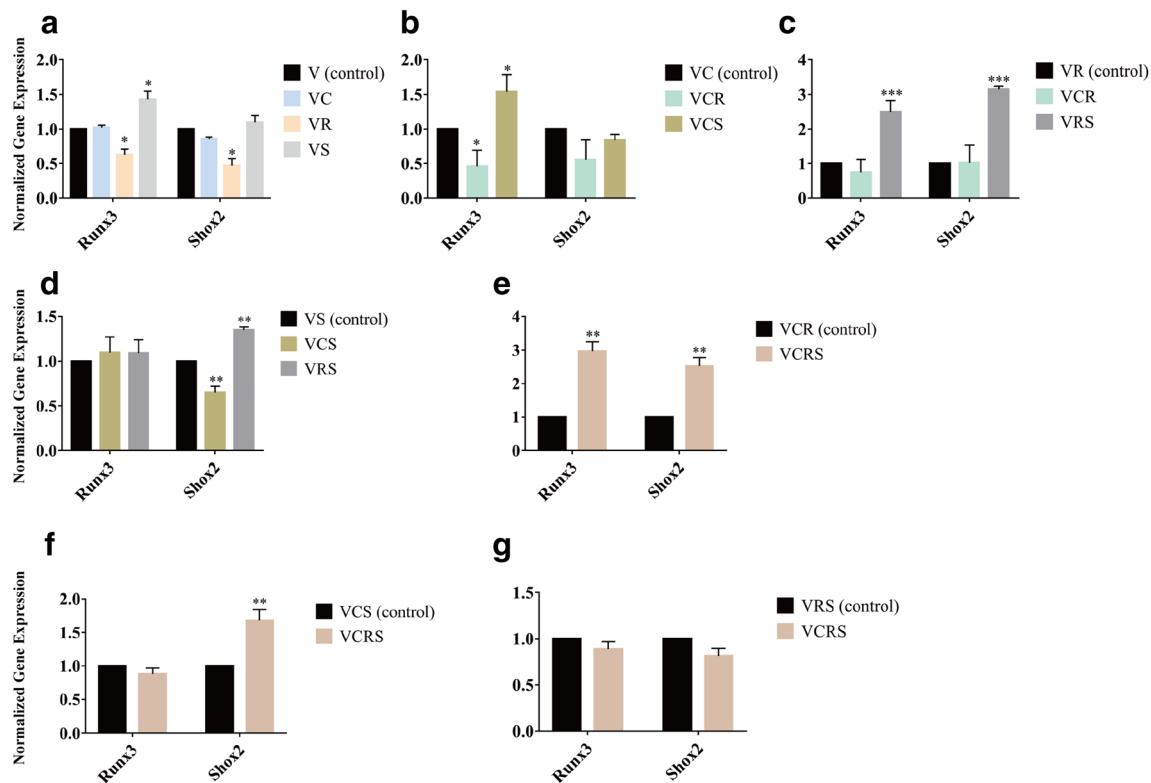 a
Normalized Gene Expression
2.0
1.5
1.0
0.5
0.0
*
*
*
Runx3
Shox2
V (control)
VC
VR
VS
b
2.0
1.5
1.0
0.5
0.0
*
*
Runx3
Shox2
VC (control)
VCR
VCS
c
4
3
2
1
0
***
***
Runx3
Shox2
VR (control)
VCR
VRS
d
Normalized Gene Expression
1.5
1.0
0.5
0.0
**
**
Runx3
Shox2
VS (control)
VCS
VRS
e
4
3
2
1
0
**
**
Runx3
Shox2
VCR (control)
VCRS
f
Normalized Gene Expression
2.0
1.5
1.0
0.5
0.0
**
Runx3
Shox2
VCS (control)
VCRS
g
1.5
1.0
0.5
0.0
Runx3
Shox2
VRS (control)
VCRS